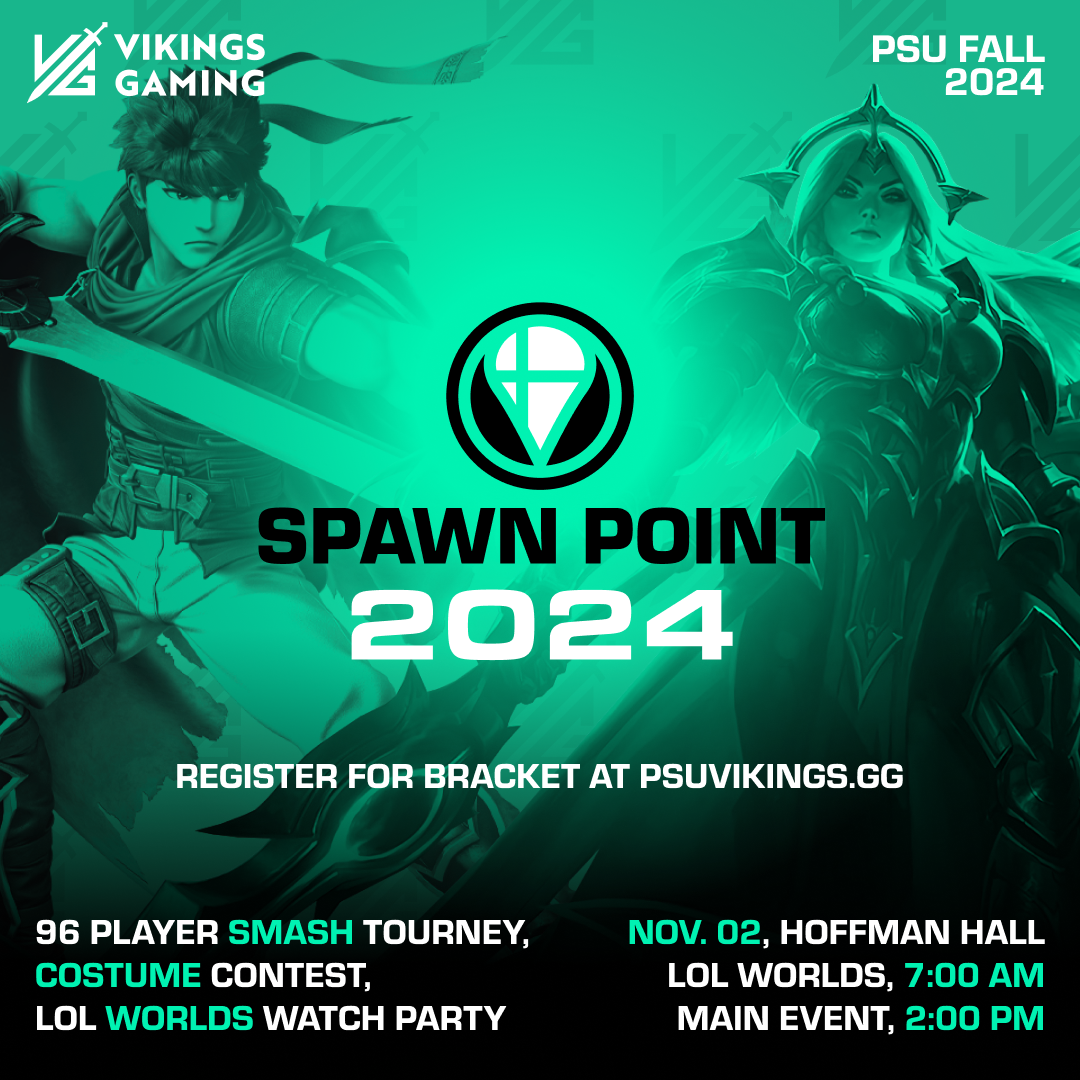 VIKINGS
GAMING
PSU FALL
2024
SPAWN POINT
2024
REGISTER FOR BRACKET AT PSUVIKINGS.GG
96 PLAYER SMASH TOURNEY,
COSTUME CONTEST,
LOL WORLDS WATCH PARTY
NOV. 02, HOFFMAN HALL
LOL WORLDS, 7:00 AM
MAIN EVENT, 2:00 PM